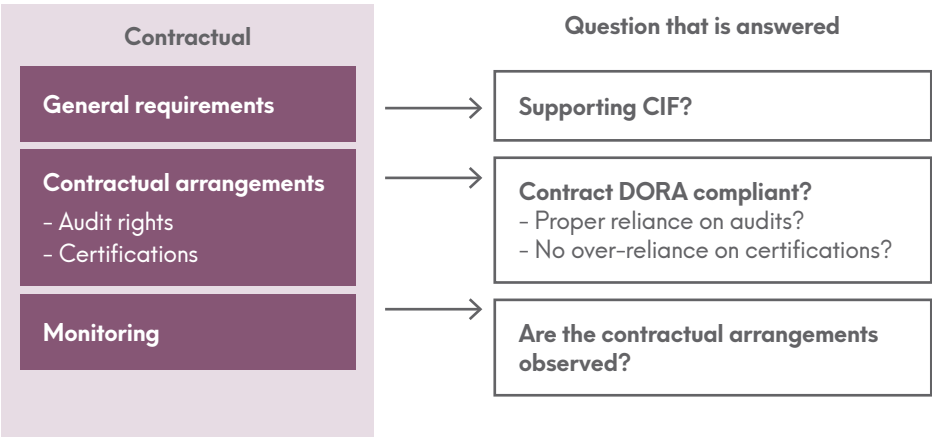 Contractual
Question that is answered
General requirements
Supporting CIF?
Contractual arrangements
- Audit rights
- Certifications
Contract DORA compliant?
- Proper reliance on audits?
- No over-reliance on certifications?
Monitoring
Are the contractual arrangements
observed?